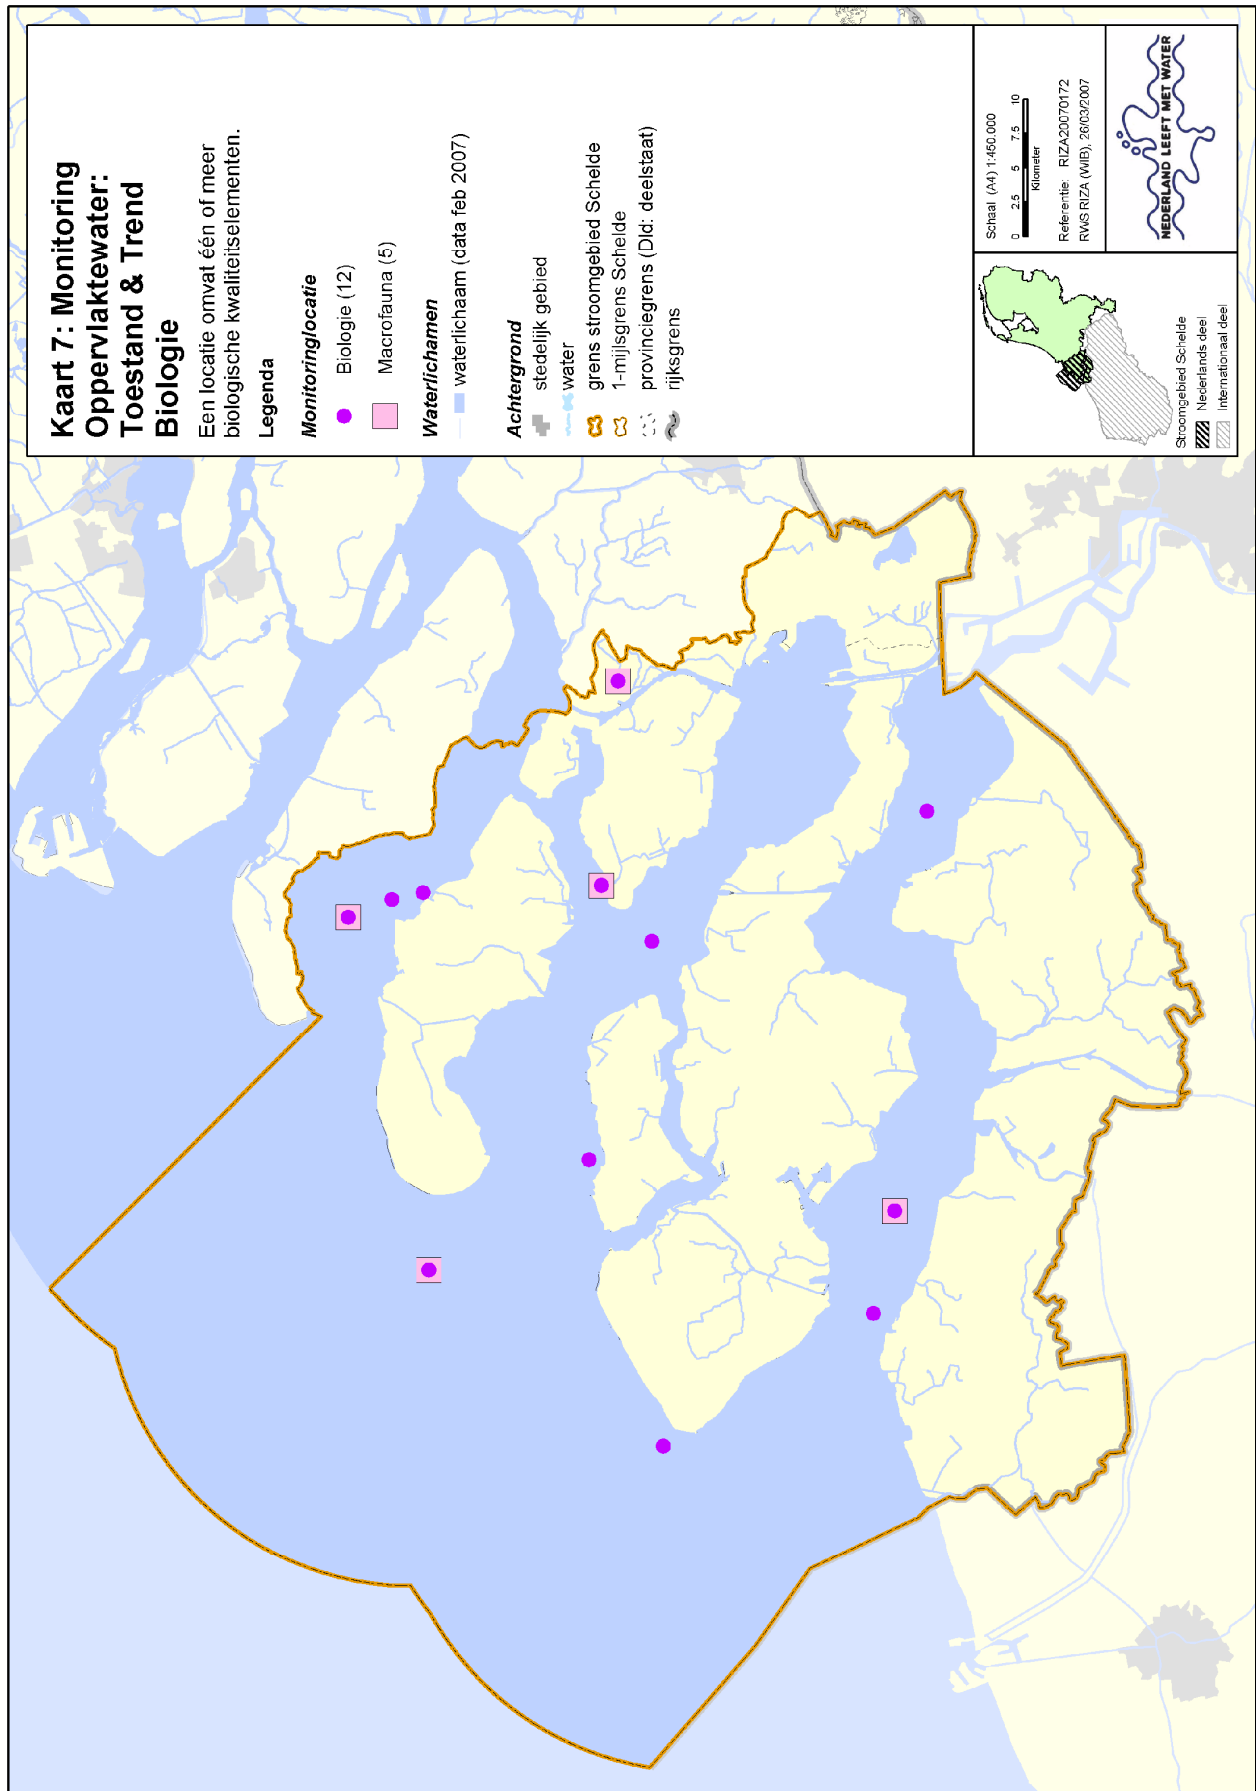 Kaart 7 : Monitoring
Oppervlaktewater:
Toestand & Trend
Biologie
Een locatie omvat één of meer
biologische kwaliteitselementen.
Legenda
Monitoringlocatie
Biologie (12)
Macrofauna (5)
Waterlichamen
waterlichaam (data feb 2007)
Achtergrond
stedelijk gebied
water
grens stroomgebied Schelde
1-mijlsgrens Schelde
provinciegrens (Dld: deelstaat)
rijksgrens
Stroomgebied Schelde
Nederlands deel
Internationaal deel
Schaal (A4) 1:450.000
0 2.5 5 7.5 10
Kilometer
Referentie: RIZA20070172
RWS RIZA (WIB), 26/03/2007
NEDERLAND LEEFT MET WATER